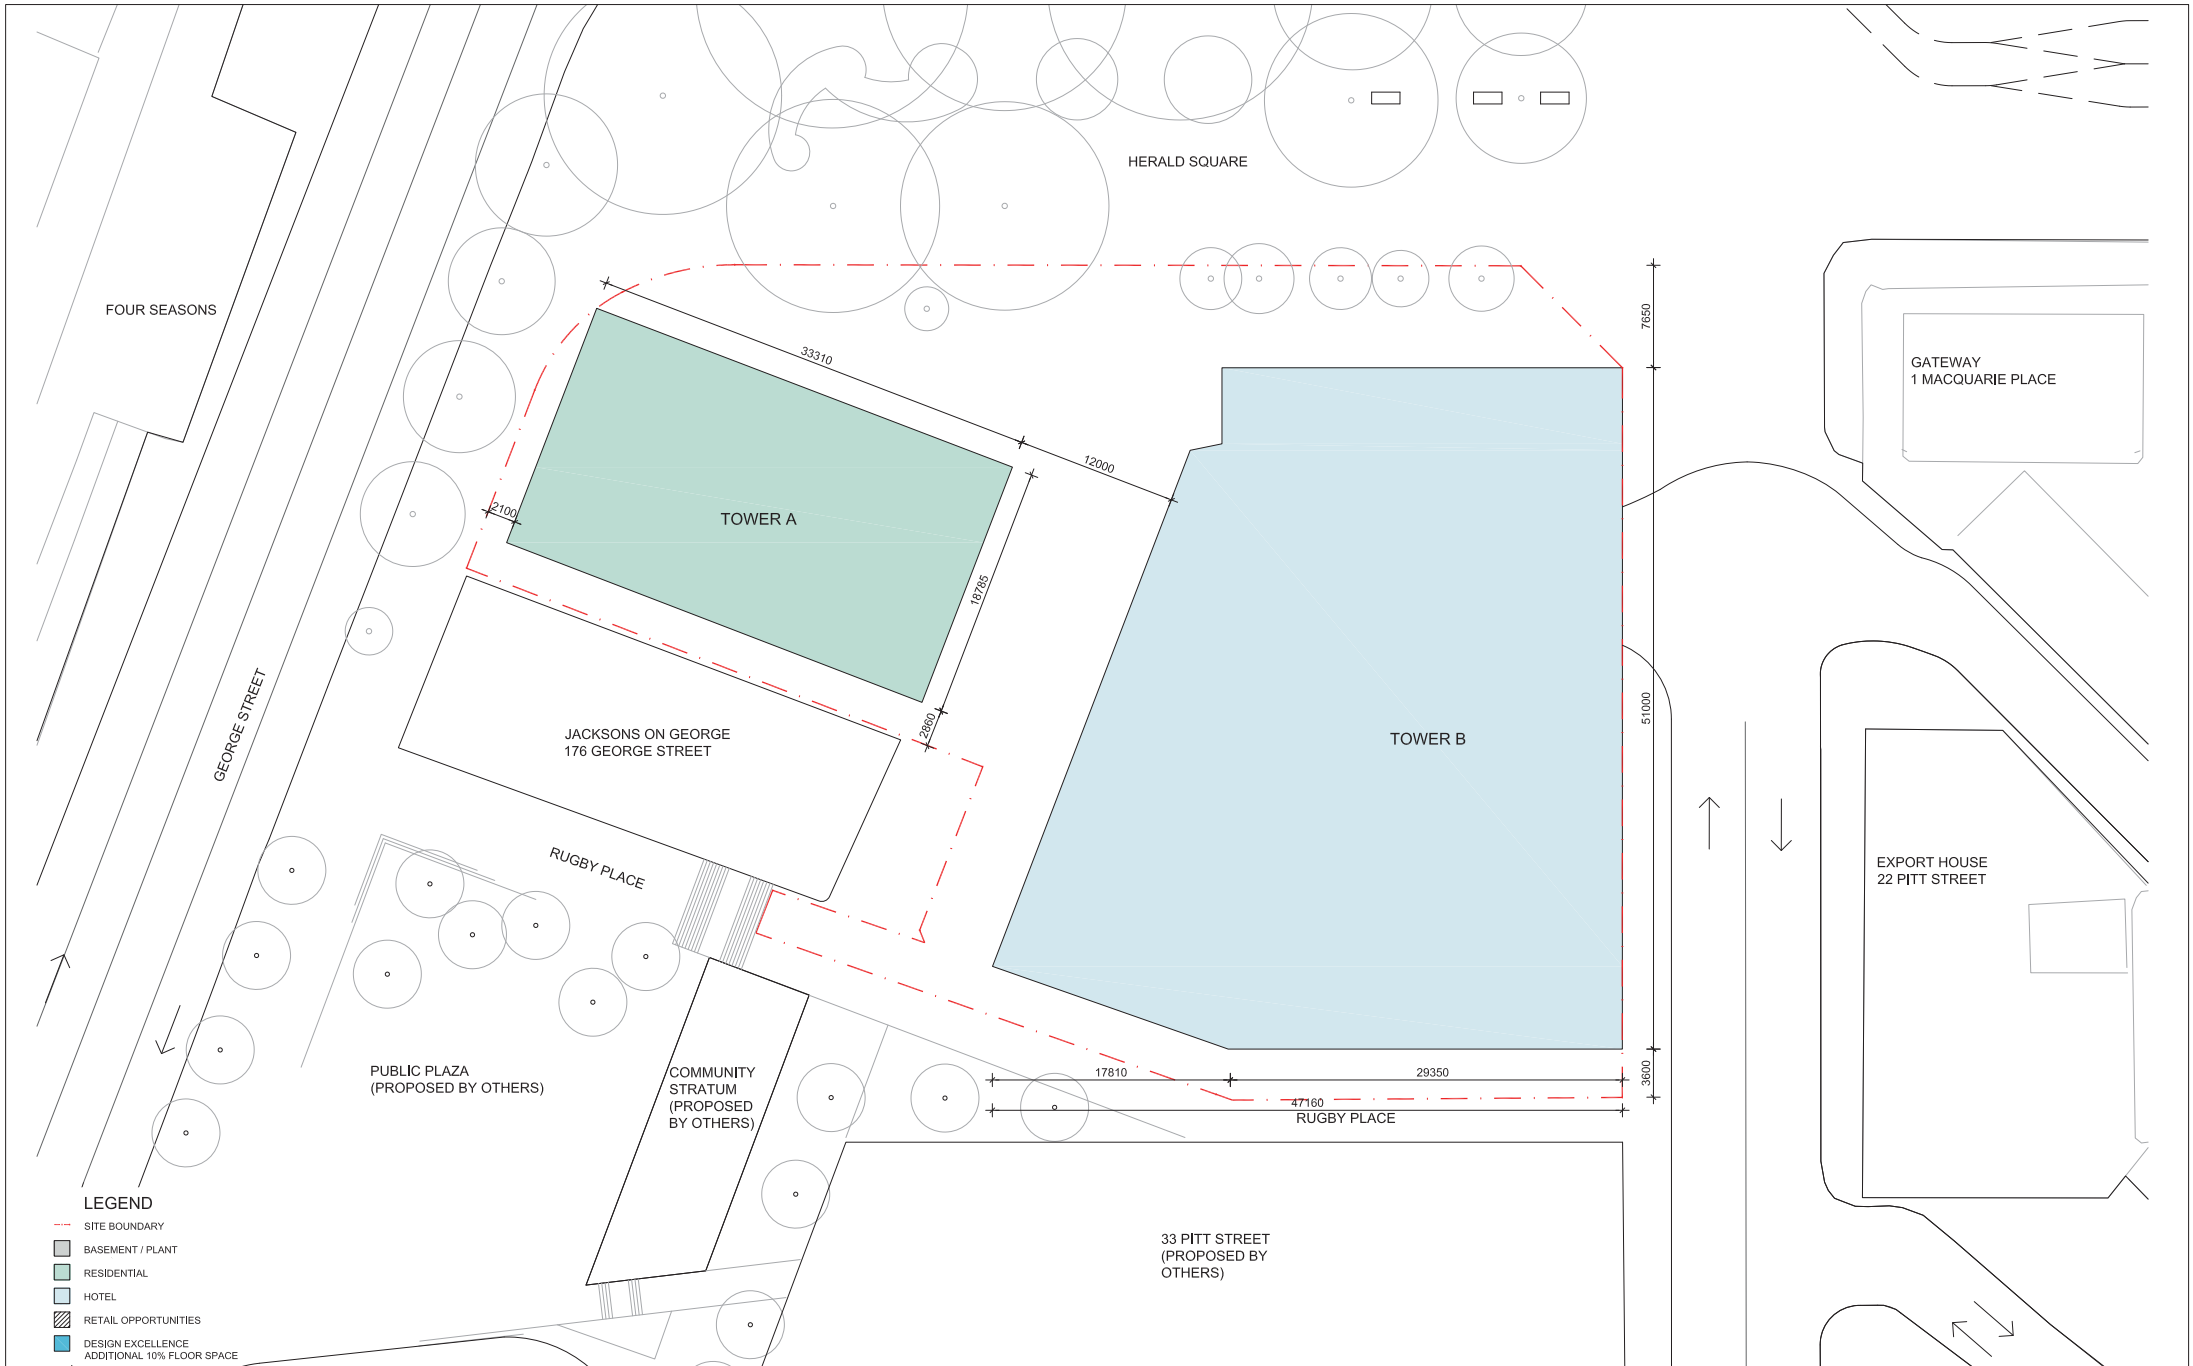 HERALD SQUARE
FOUR SEASONS
7650
33310
GATEWAY
1 MACQUARIE PLACE
12000
2100
TOWER A
18785
GEORGE STREET
51000
2860
JACKSONS ON GEORGE
176 GEORGE STREET
TOWER B
RUGBY PLACE
EXPORT HOUSE
22 PITT STREET
PUBLIC PLAZA
(PROPOSED BY OTHERS)
COMMUNITY
STRATUM
(PROPOSED
BY OTHERS)
17810
29350
3600
47160
RUGBY PLACE
33 PITT STREET
(PROPOSED BY
OTHERS)
LEGEND
SITE BOUNDARY
BASEMENT / PLANT
RESIDENTIAL
HOTEL
RETAIL OPPORTUNITIES
DESIGN EXCELLENCE
ADDITIONAL 10% FLOOR SPACE